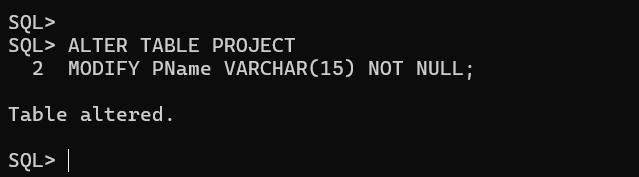 SQL>
SQL> ALTER TABLE PROJECT
  2  MODIFY PName VARCHAR(15) NOT NULL;
Table altered.
SQL>